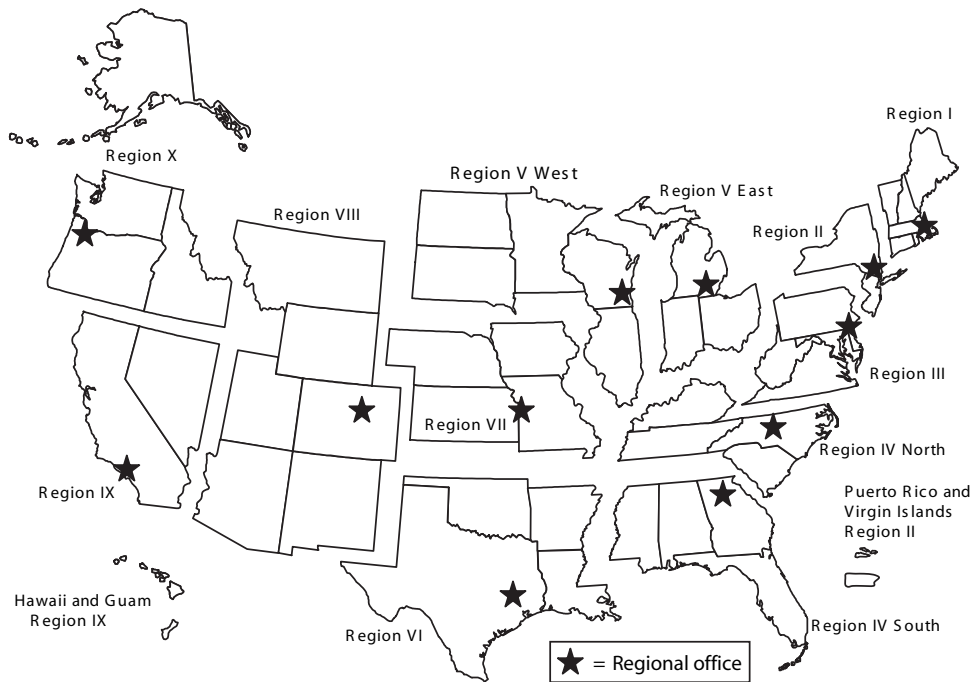 Region I
Region X
Region V West
Region V East
Region VIII
Region II
Region III
Region VII
Region IV North
Region IX
Puerto Rico and
Virgin Islands
Region II
Hawaii and Guam
Region IX
Region VI
Region IV South
= Regional office